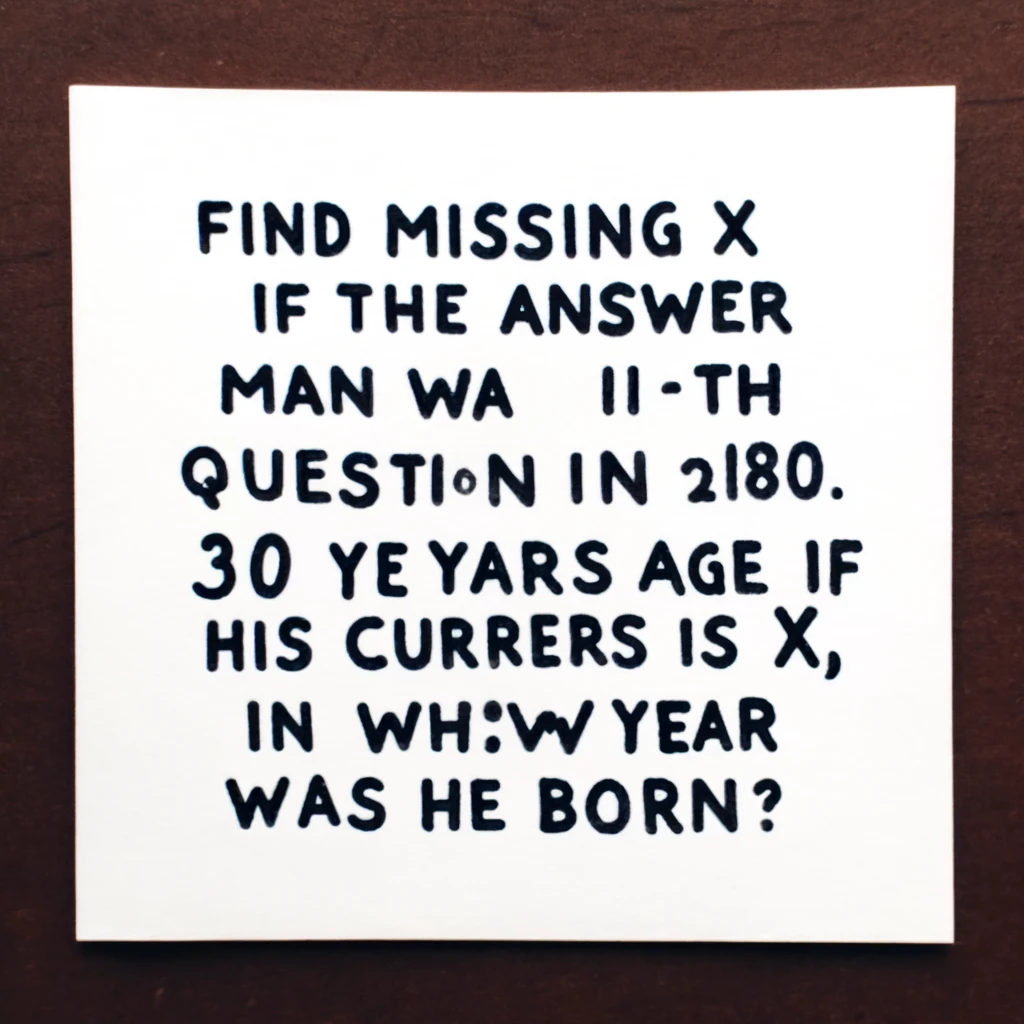 FIND MISSING X
IF THE ANSWER
MAN WA 11-TH
QUESTION IN 2180.
30 YE YARS AGE IF
HIS CURRERS IS X,
IN YEAR
WAS HE BORN?